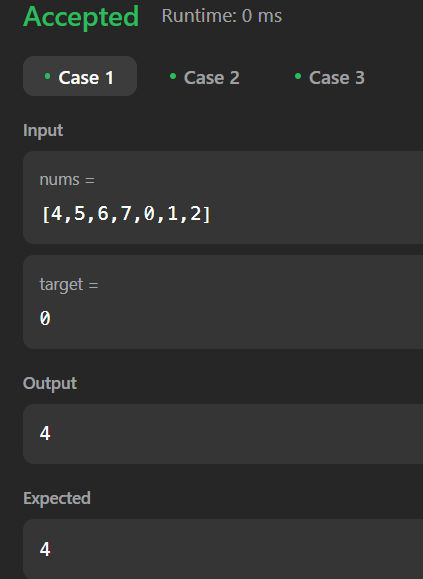 Accepted Runtime: 0 ms
• Case 1 • Case 2 • Case 3
Input
nums =
[4,5,6,7,0,1,2]
target =
0
Output
4
Expected
4